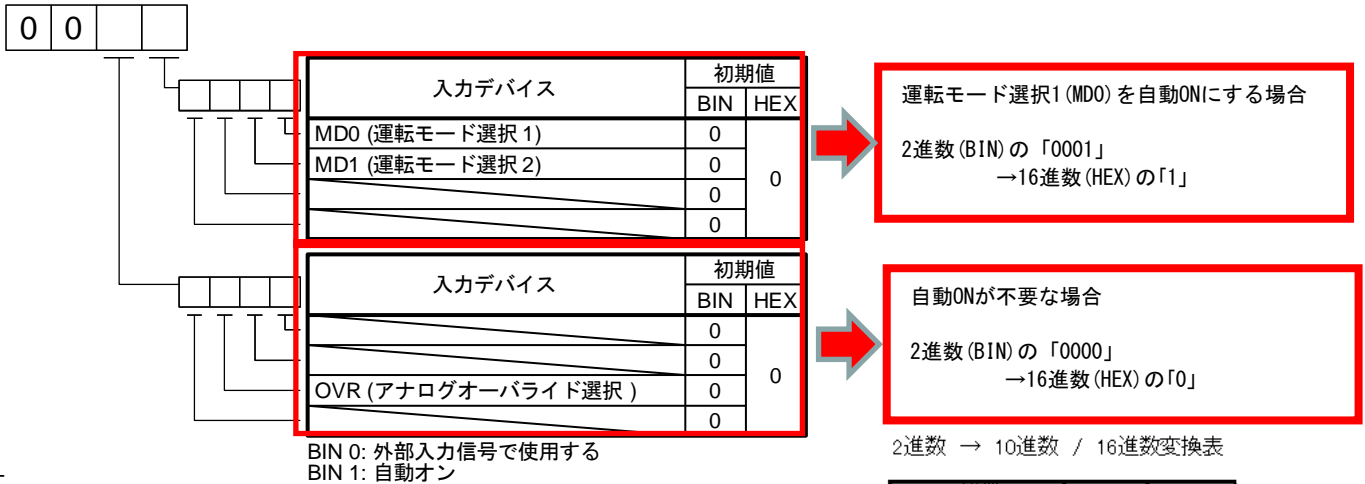 0 0
入力デバイス 初期値
BIN HEX
MD0 (運転モード選択 1) 0
MD1 (運転モード選択 2) 0
0
0
0
運転モード選択1(MD0)を自動ONにする場合
2進数(BIN)の「0001」
→16進数(HEX)の「1」
入力デバイス 初期値
BIN HEX
0
0
OVR (アナログオーバライド選択 ) 0
0
0
自動ONが不要な場合
2進数(BIN)の「0000」
→16進数(HEX)の「0」
BIN 0: 外部入力信号で使用する
BIN 1: 自動オン
2進数 → 10進数 / 16進数変換表